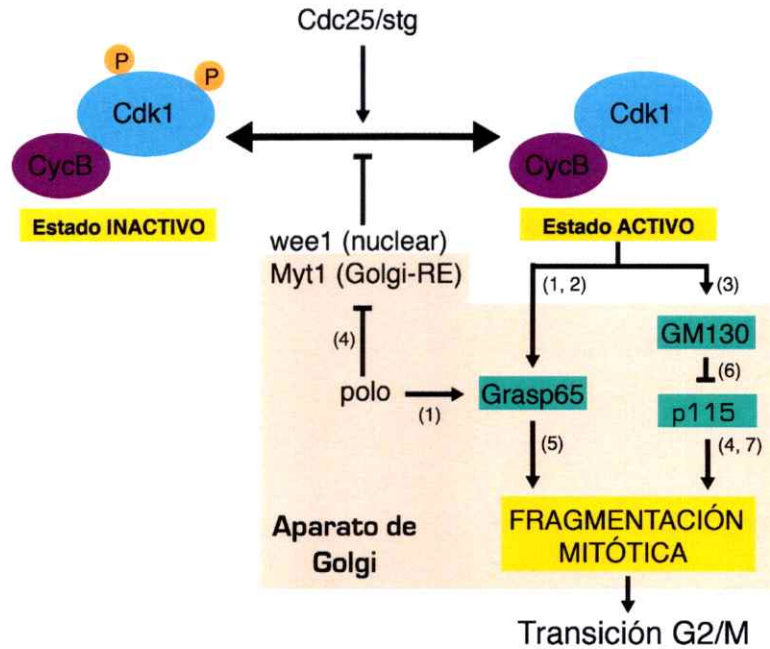 Cdc25/stg
P
P
Cdk1
CycB
Estado INACTIVO
Cdk1
CycB
Estado ACTIVO
wee1 (nuclear)
Myt1 (Golgi-RE)
(1, 2)
(3)
GM130
(4)
(6)
polo
(1)
Grasp65
p115
(5)
(4, 7)
Aparato de
Golgi
FRAGMENTACIÓN
MITÓTICA
Transición G2/M